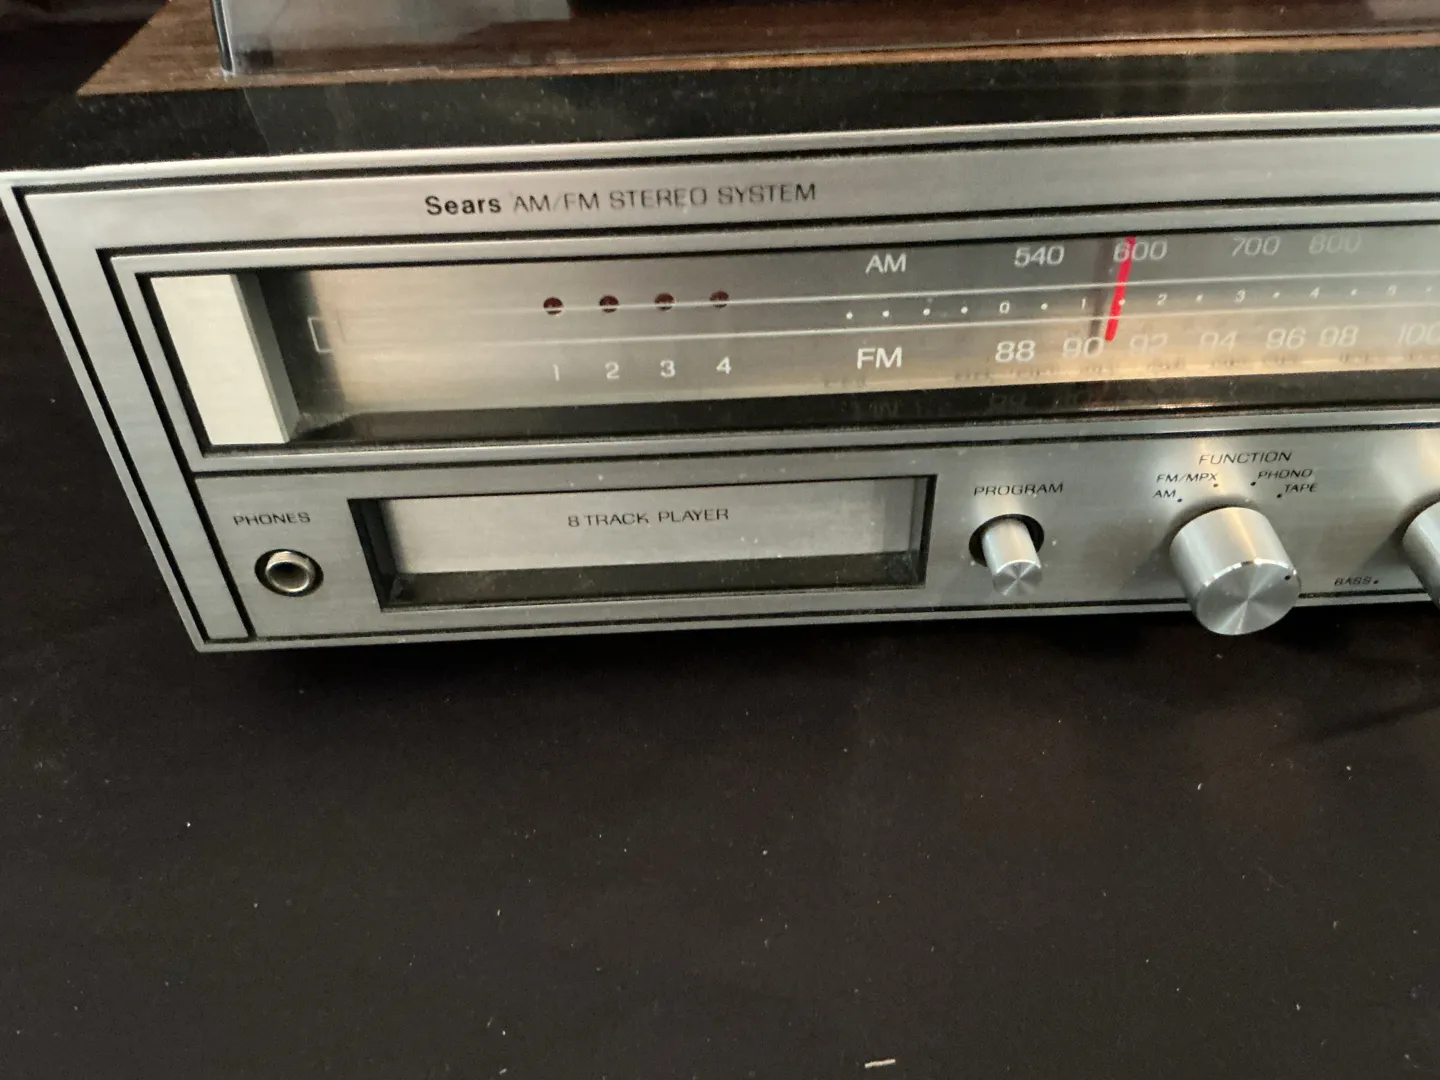 Sears AM/FM STEREO SYSTEM
AM 540 600 700 800
0 1 2 3 4 5
1 2 3 4
FM 88 90 92 94 96 98 100
FUNCTION
FM/MPX PHONO
AM TAPE
PHONES
8 TRACK PLAYER
PROGRAM
BASS